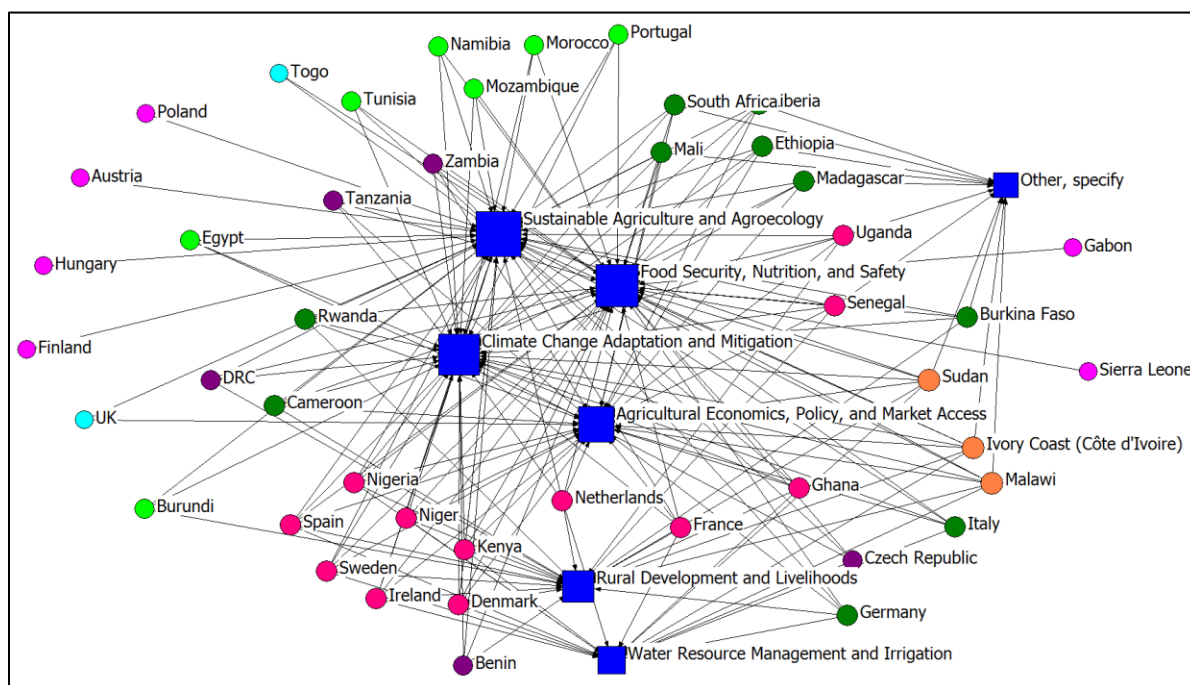 Portugal
Namibia
Morocco
Togo
Mozambique
Tunisia
Poland
South Africa
iberia
Mali
Ethiopia
Zambia
Austria
Tanzania
Madagascar
Other, specify
Sustainable Agriculture and Agroecology
Uganda
Egypt
Gabon
Hungary
Food Security, Nutrition, and Safety
Senegal
Burkina Faso
Rwanda
Climate Change Adaptation and Mitigation
Finland
Sierra Leone
DRC
Sudan
Cameroon
UK
Agricultural Economics, Policy, and Market Access
Ivory Coast (Côte d'Ivoire)
Nigeria
Ghana
Malawi
Netherlands
Burundi
Spain
Niger
France
Italy
Kenya
Czech Republic
Sweden
Rural Development and Livelihoods
Ireland
Denmark
Germany
Benin
Water Resource Management and Irrigation